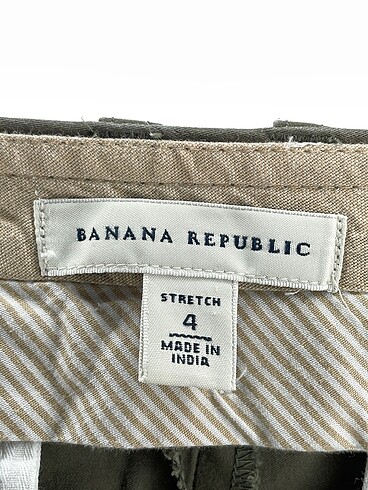 BANANA REPUBLIC
STRETCH
4
MADE IN
INDIA